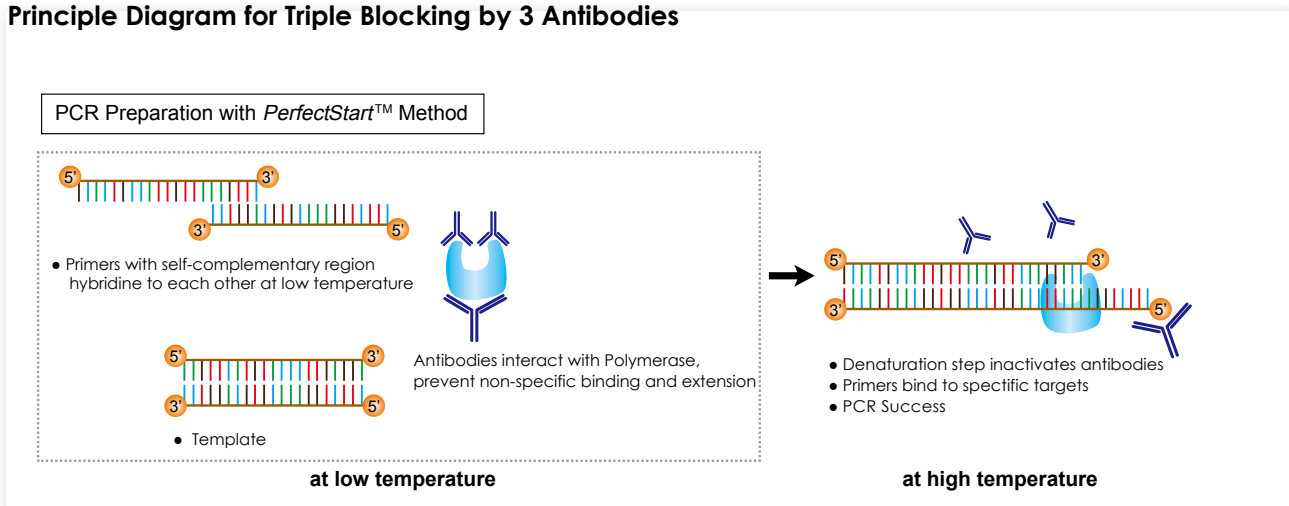 Principle Diagram for Triple Blocking by 3 Antibodies
PCR Preparation with PerfectStart™ Method
5’
3’
3’
5’
● Primers with self-complementary region
hybridine to each other at low temperature
5’
3’
3’
5’
● Template
Antibodies interact with Polymerase,
prevent non-specific binding and extension
at low temperature
5’
3’
3’
5’
● Denaturation step inactivates antibodies
● Primers bind to spectific targets
● PCR Success
at high temperature